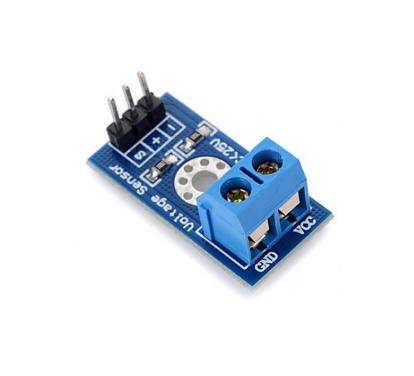 S + -
<25V
Voltage Sensor
GND VCC